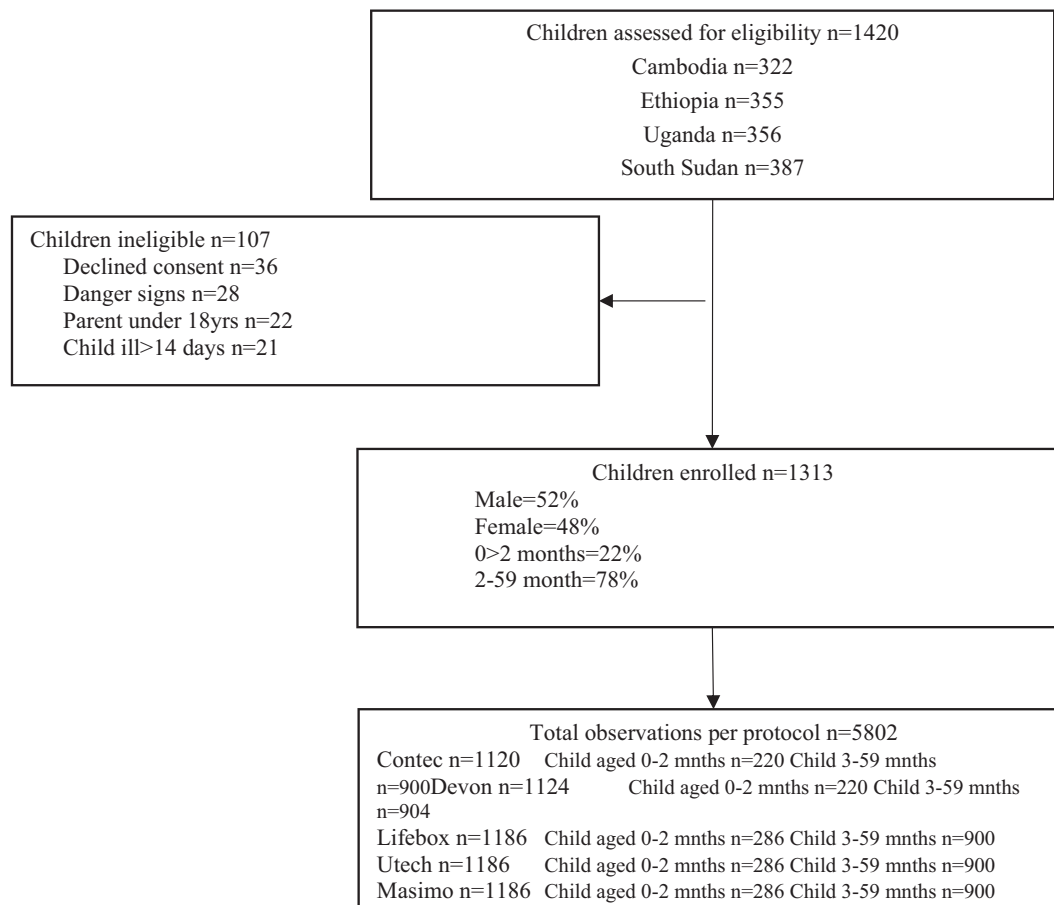 Children assessed for eligibility n=1420
Cambodia n=322
Ethiopia n=355
Uganda n=356
South Sudan n=387
Children ineligible n=107
Declined consent n=36
Danger signs n=28
Parent under 18yrs n=22
Child ill>14 days n=21
Children enrolled n=1313
Male=52%
Female=48%
0>2 months=22%
2-59 month=78%
Total observations per protocol n=5802
Contec n=1120 Child aged 0-2 mnths n=220 Child 3-59 mnths
n=900Devon n=1124 Child aged 0-2 mnths n=220 Child 3-59 mnths
n=904
Lifebox n=1186 Child aged 0-2 mnths n=286 Child 3-59 mnths n=900
Utech n=1186 Child aged 0-2 mnths n=286 Child 3-59 mnths n=900
Masimo n=1186 Child aged 0-2 mnths n=286 Child 3-59 mnths n=900